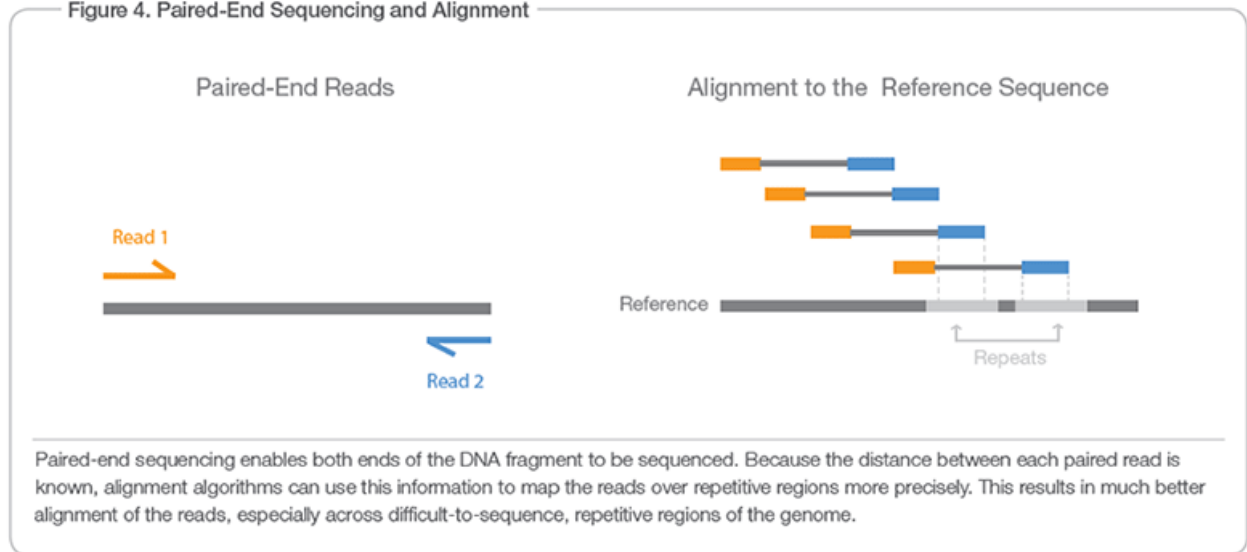 Figure 4. Paired-End Sequencing and Alignment
Paired-End Reads
Alignment to the Reference Sequence
Read 1
Read 2
Reference
Repeats
Paired-end sequencing enables both ends of the DNA fragment to be sequenced. Because the distance between each paired read is
known, alignment algorithms can use this information to map the reads over repetitive regions more precisely. This results in much better
alignment of the reads, especially across difficult-to-sequence, repetitive regions of the genome.